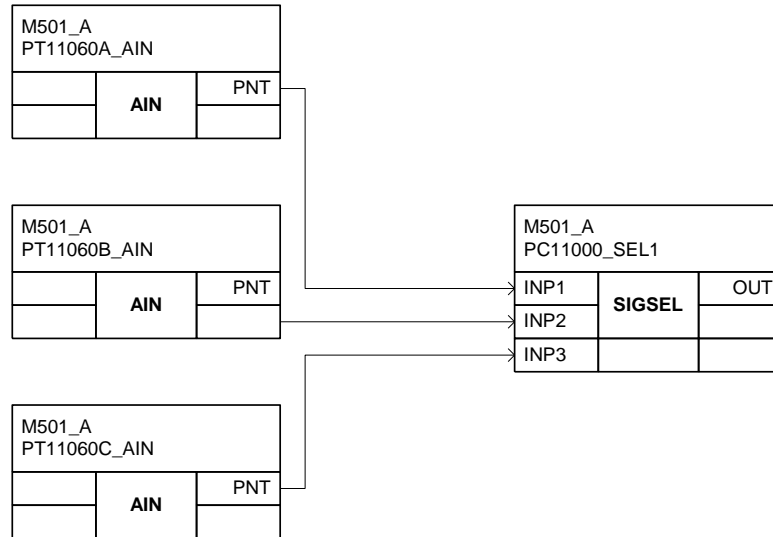 M501_A
PT11060A_AIN
AIN
PNT
M501_A
PT11060B_AIN
AIN
PNT
M501_A
PC11000_SEL1
INP1
SIGSEL
OUT
INP2
INP3
M501_A
PT11060C_AIN
AIN
PNT